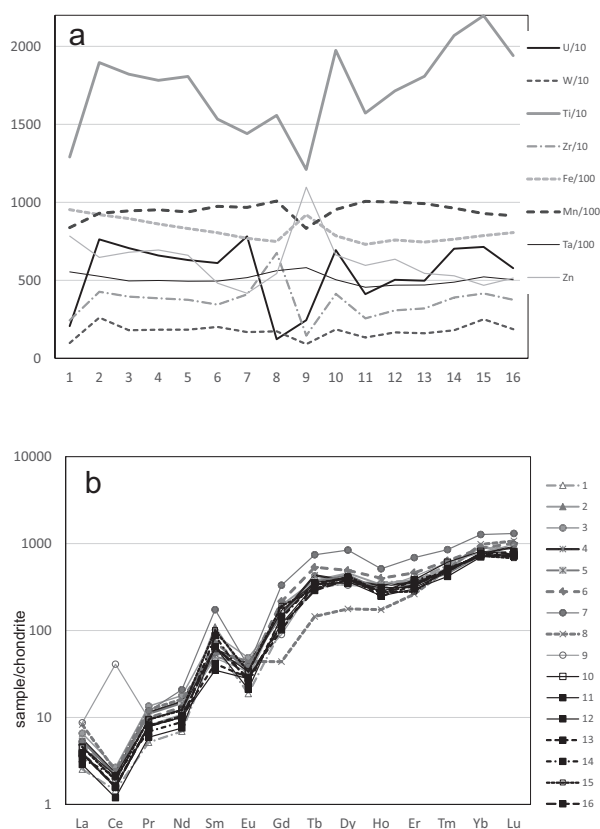 a
2000
1500
1000
500
0
1 2 3 4 5 6 7 8 9 10 11 12 13 14 15 16
U/10
W/10
Ti/10
Zr/10
Fe/100
Mn/100
Ta/100
Zn
b
sample/chondrite
10000
1000
100
10
1
La Ce Pr Nd Sm Eu Gd Tb Dy Ho Er Tm Yb Lu
1
2
3
4
5
6
7
8
9
10
11
12
13
14
15
16